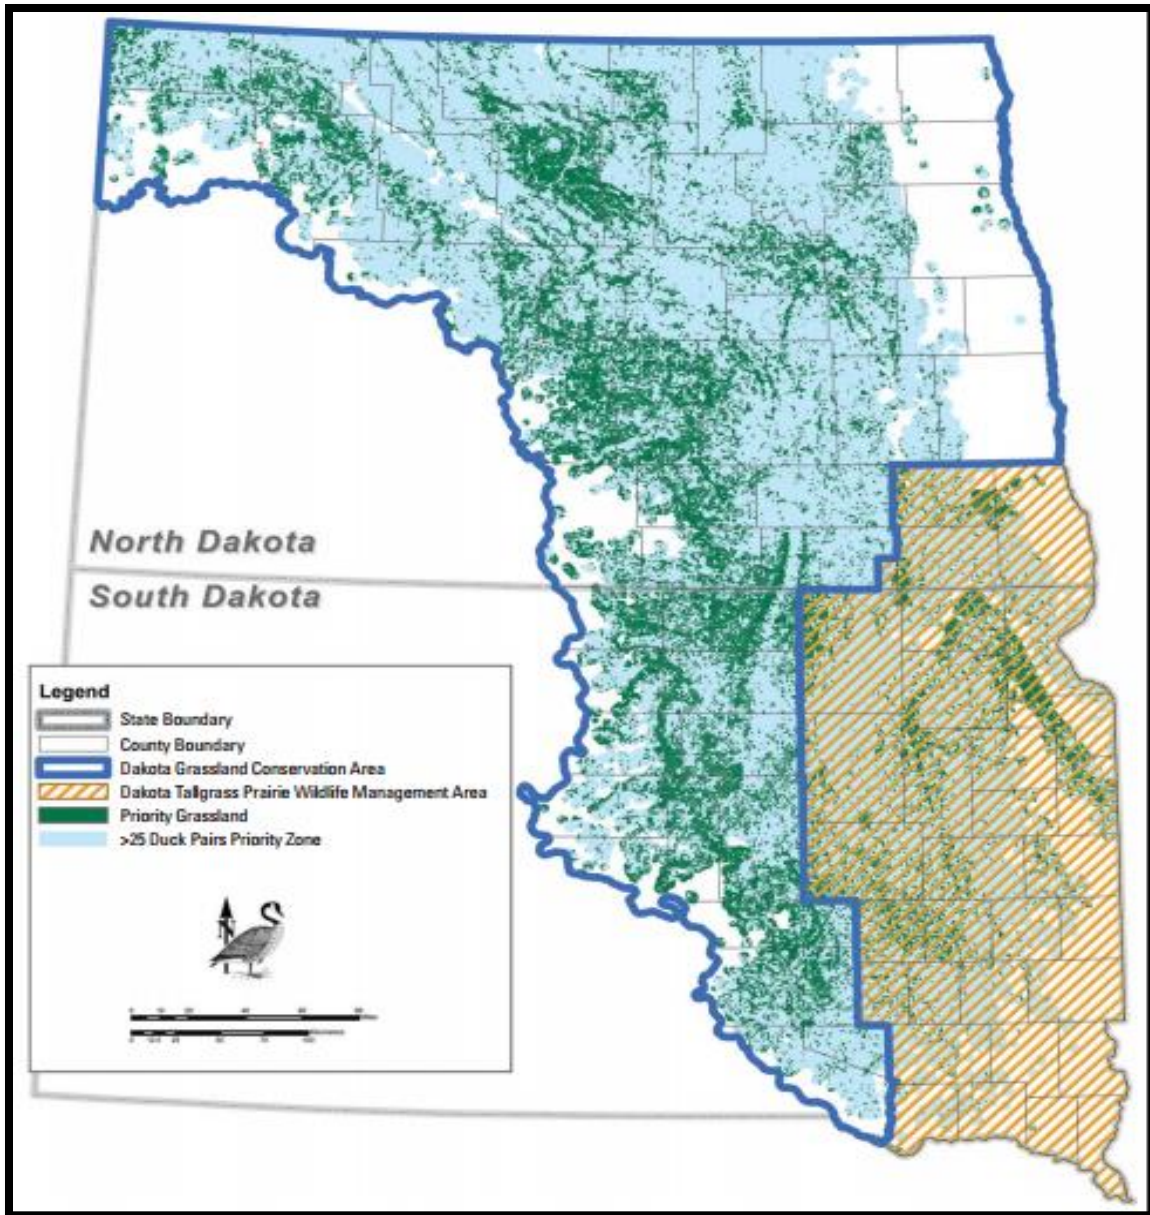 North Dakota
South Dakota
Legend
State Boundary
County Boundary
Dakota Grassland Conservation Area
Dakota Tallgrass Prairie Wildlife Management Area
Priority Grassland
>25 Duck Pairs Priority Zone